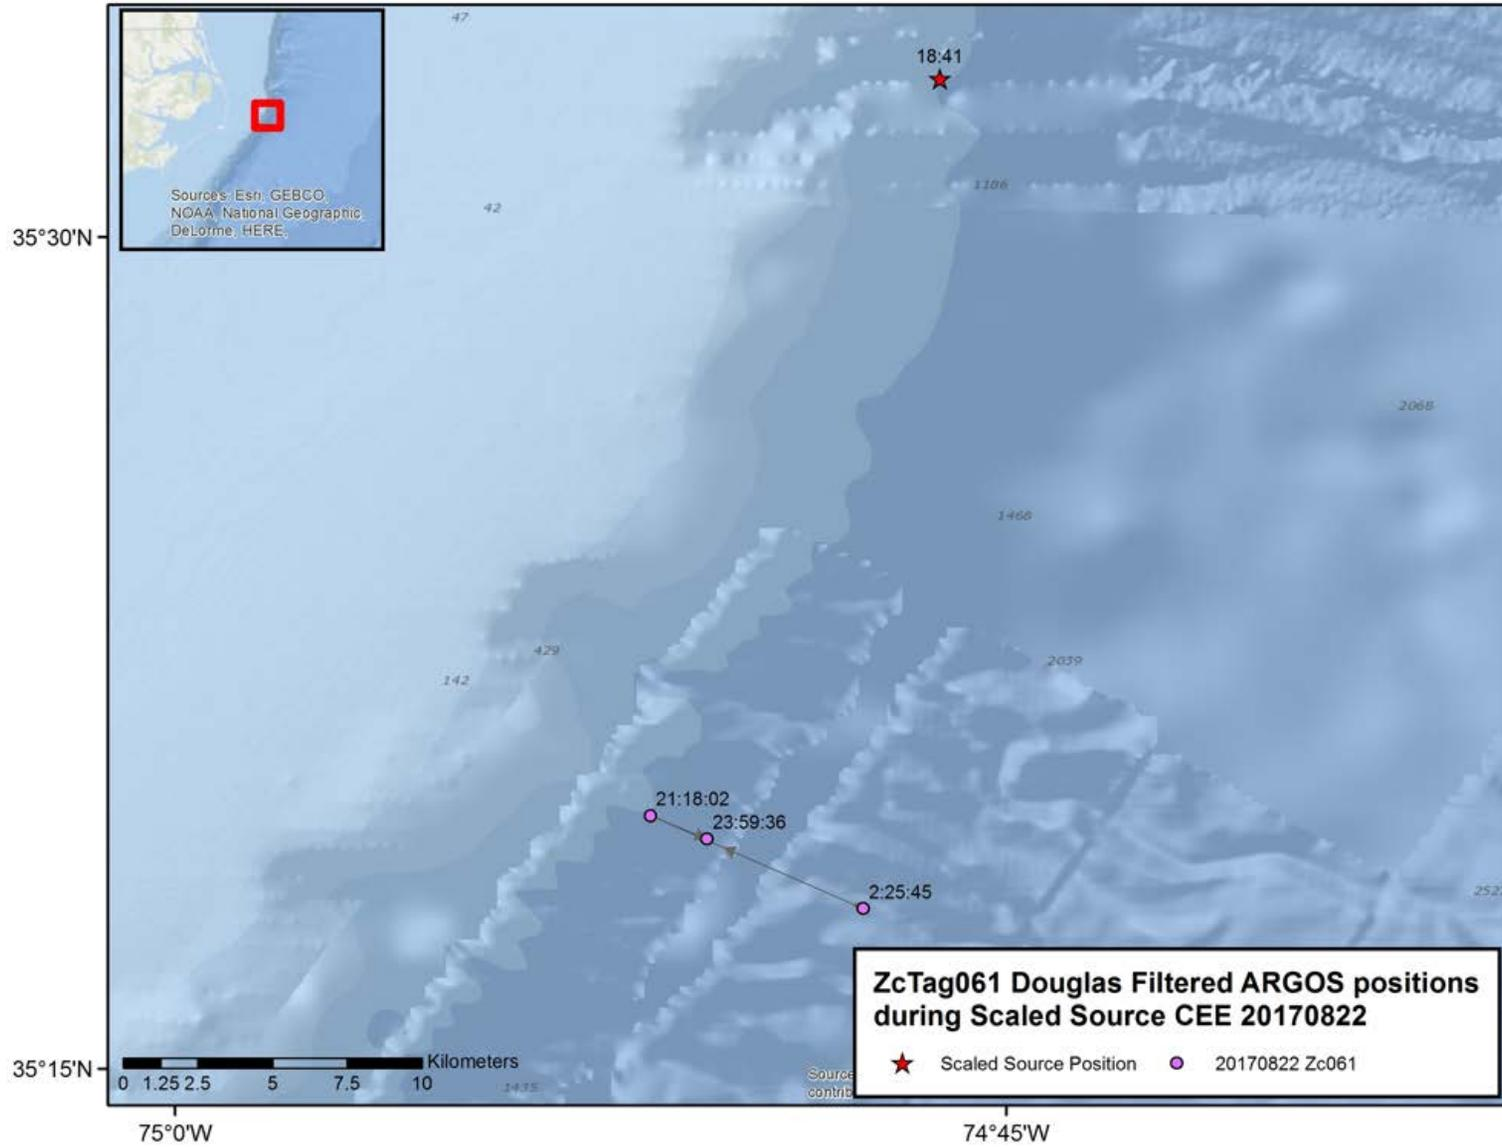 47
18:41
Sources: Esri, GEBCO,
NOAA, National Geographic,
DeLorme, HERE,
1186
42
35°30'N
2068
1468
429
2039
142
21:18:02
23:59:36
2:25:45
ZcTag061 Douglas Filtered ARGOS positions
during Scaled Source CEE 20170822
Scaled Source Position
20170822 Zc061
Kilometers
0 1.25 2.5 5 7.5 10
35°15'N
1435
Source
contrib
75°0'W
74°45'W